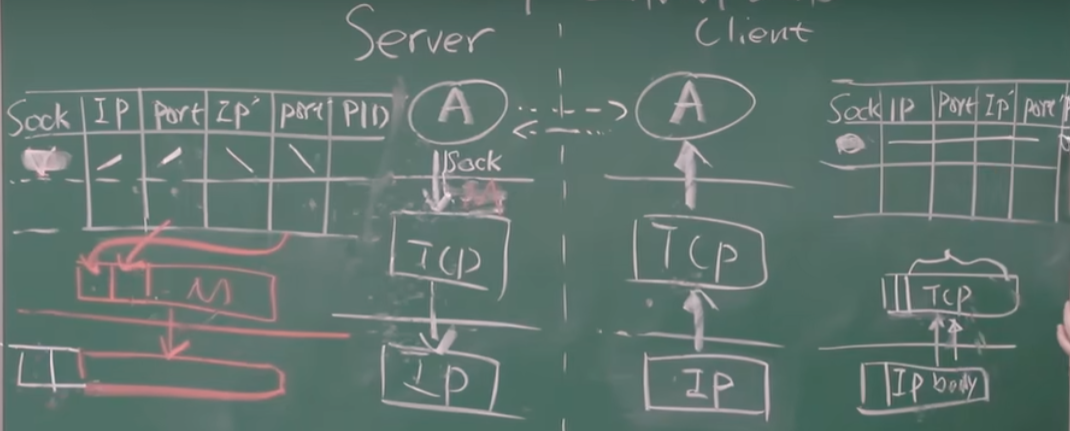 Server
Client
Sock IP Port IP' port' PID
A
A
Sock IP Port IP' Port'
Sock
M
TCP
TCP
TCP
IP
IP
IP body